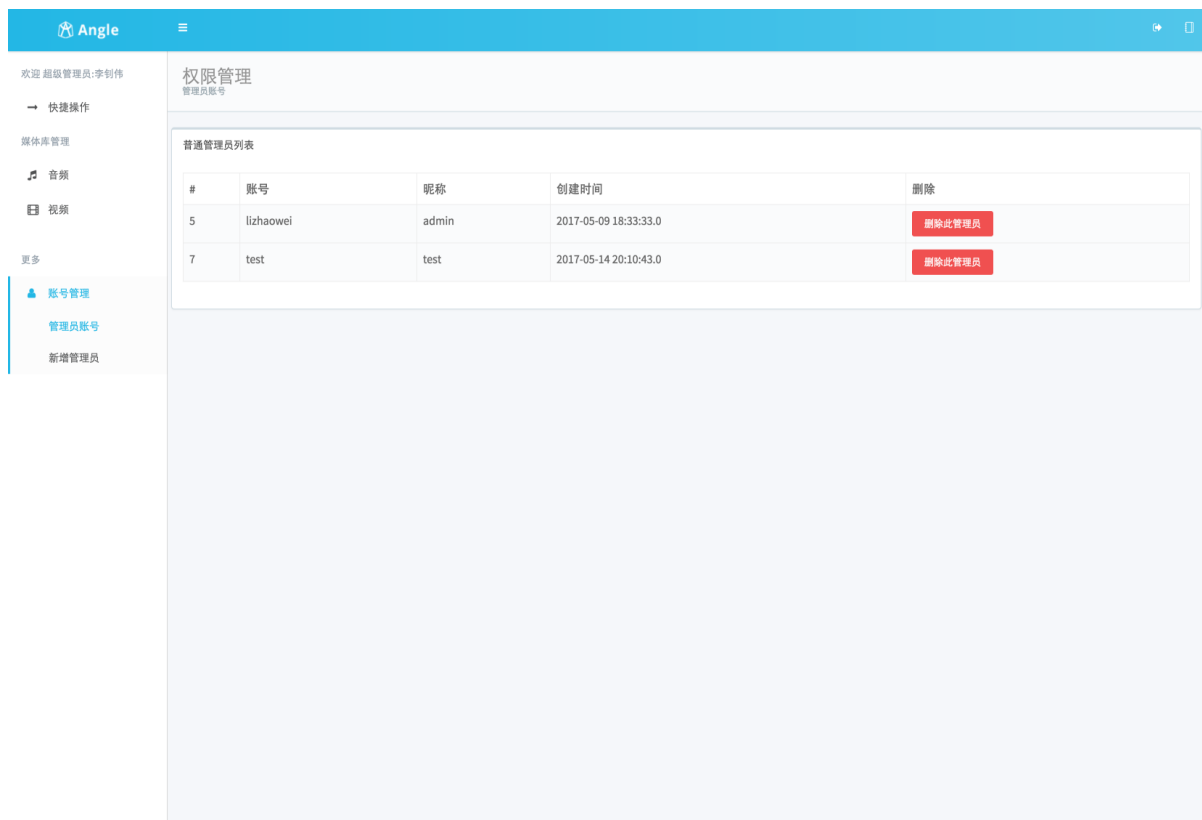 Angle
欢迎 超级管理员:李钊伟
快捷操作
媒体库管理
音频
视频
更多
账号管理
管理员账号
新增管理员
权限管理
管理员账号
普通管理员列表
# 账号 昵称 创建时间 删除
5 lizhaowei admin 2017-05-09 18:33:33.0 删除此管理员
7 test test 2017-05-14 20:10:43.0 删除此管理员